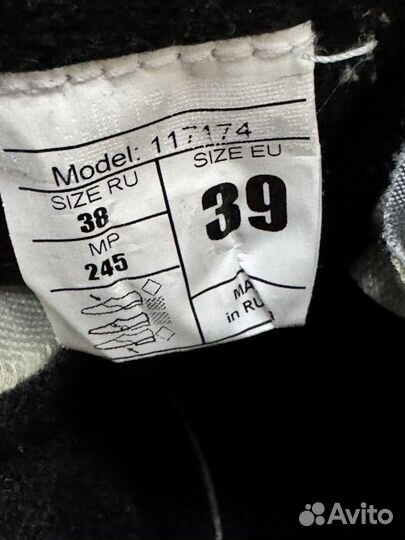 Model: 117174
SIZE RU
38
MP
245
SIZE EU
39
in RU
Avito